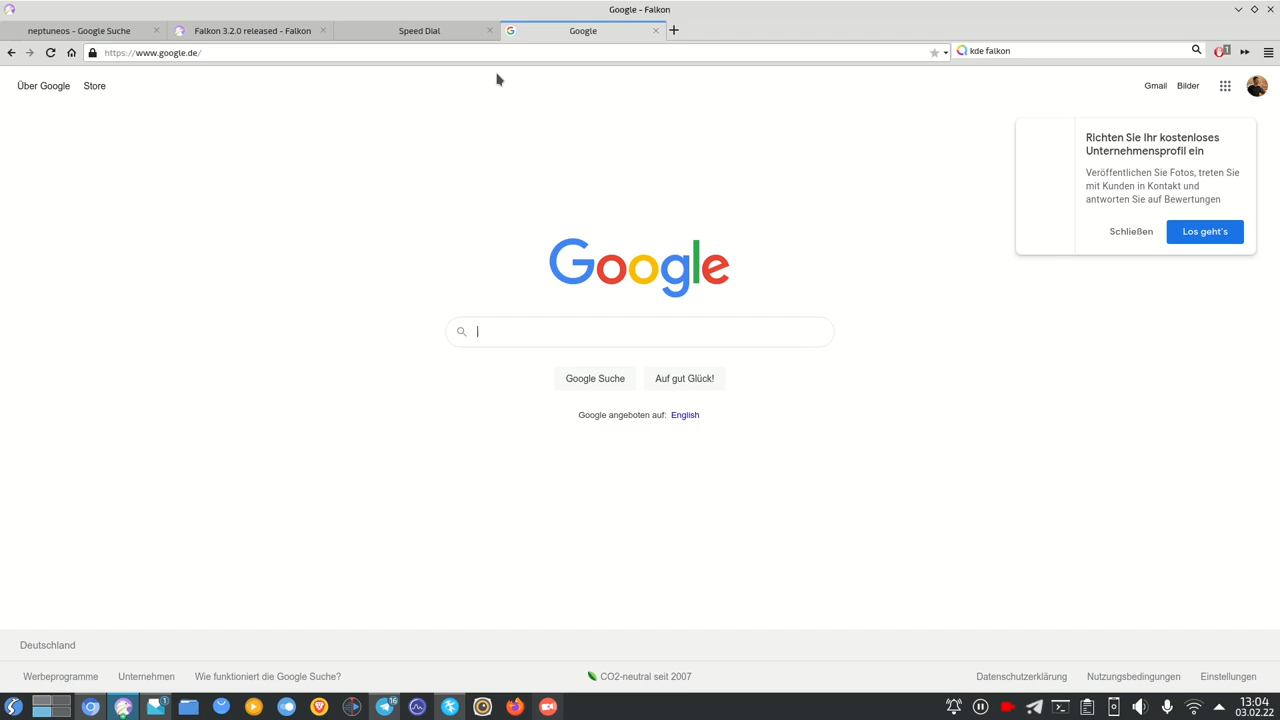 Google - Falkon
neptuneos - Google Suche
Falkon 3.2.0 released - Falkon
Speed Dial
Google
https://www.google.de/
kde falkon
1
Über Google
Store
Gmail
Bilder
Richten Sie Ihr kostenloses
Unternehmensprofil ein
Veröffentlichen Sie Fotos, treten Sie
mit Kunden in Kontakt und
antworten Sie auf Bewertungen
Schließen
Los geht's
Google
Google Suche
Auf gut Glück!
Google angeboten auf: English
Deutschland
Werbeprogramme
Unternehmen
Wie funktioniert die Google Suche?
CO2-neutral seit 2007
Datenschutzerklärung
Nutzungsbedingungen
Einstellungen
1
16
13:04
03.02.22